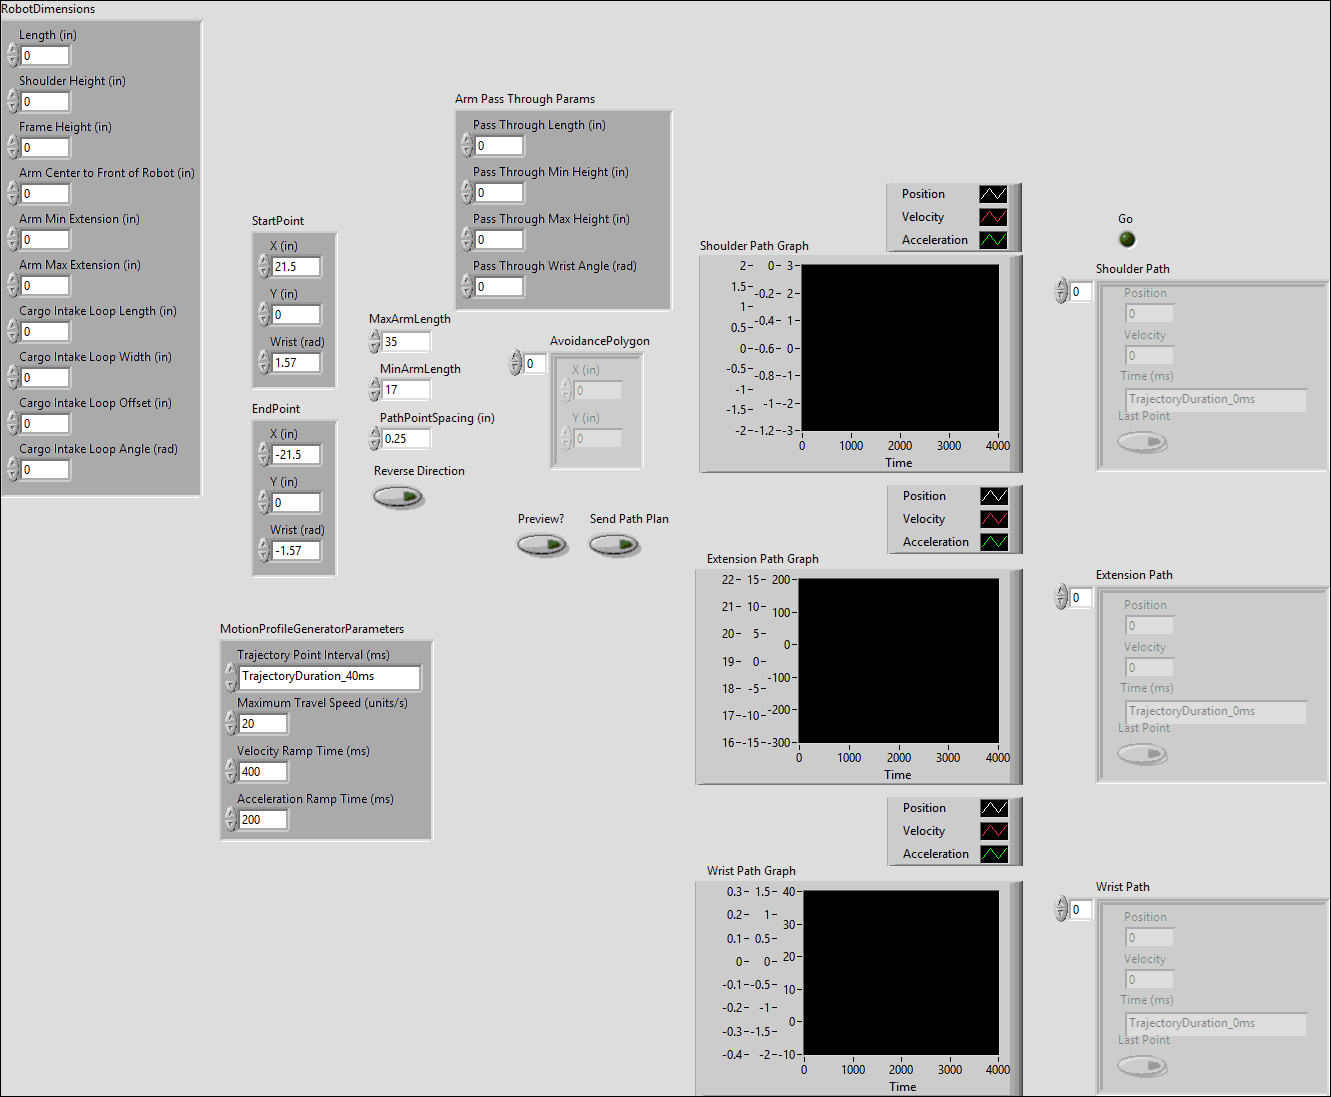 RobotDimensions
Length (in)
0
Shoulder Height (in)
0
Frame Height (in)
0
Arm Center to Front of Robot (in)
0
Arm Min Extension (in)
0
Arm Max Extension (in)
0
Cargo Intake Loop Length (in)
0
Cargo Intake Loop Width (in)
0
Cargo Intake Loop Offset (in)
0
Cargo Intake Loop Angle (rad)
0
StartPoint
X (in)
21.5
Y (in)
0
Wrist (rad)
1.57
EndPoint
X (in)
-21.5
Y (in)
0
Wrist (rad)
-1.57
MotionProfileGeneratorParameters
Trajectory Point Interval (ms)
TrajectoryDuration_40ms
Maximum Travel Speed (units/s)
20
Velocity Ramp Time (ms)
400
Acceleration Ramp Time (ms)
200
Arm Pass Through Params
Pass Through Length (in)
0
Pass Through Min Height (in)
0
Pass Through Max Height (in)
0
Pass Through Wrist Angle (rad)
0
MaxArmLength
35
MinArmLength
17
PathPointSpacing (in)
0.25
Reverse Direction
AvoidancePolygon
0
X (in)
0
Y (in)
0
Preview?
Send Path Plan
Position
Velocity
Acceleration
Shoulder Path Graph
2 0 3
1.5 -0.2 2
1
0.5 -0.4 1
0 -0.6 0
-0.5 -0.8 -1
-1
-1.5 -1 -2
-2 -1.2 -3
0 1000 2000 3000 4000
Time
Position
Velocity
Acceleration
Extension Path Graph
22 15 200
21 10 100
20 5
19 0 0
18 -5 -100
17 -10 -200
16 -15 -300
0 1000 2000 3000 4000
Time
Position
Velocity
Acceleration
Wrist Path Graph
0.3 1.5 40
0.2 1 30
0.1 0.5
0 0 20
-0.1 -0.5 10
-0.2 -1
-0.3 -1.5 0
-0.4 -2 -10
0 1000 2000 3000 4000
Time
Go
Shoulder Path
0
Position
0
Velocity
0
Time (ms)
TrajectoryDuration_0ms
Last Point
Extension Path
0
Position
0
Velocity
0
Time (ms)
TrajectoryDuration_0ms
Last Point
Wrist Path
0
Position
0
Velocity
0
Time (ms)
TrajectoryDuration_0ms
Last Point